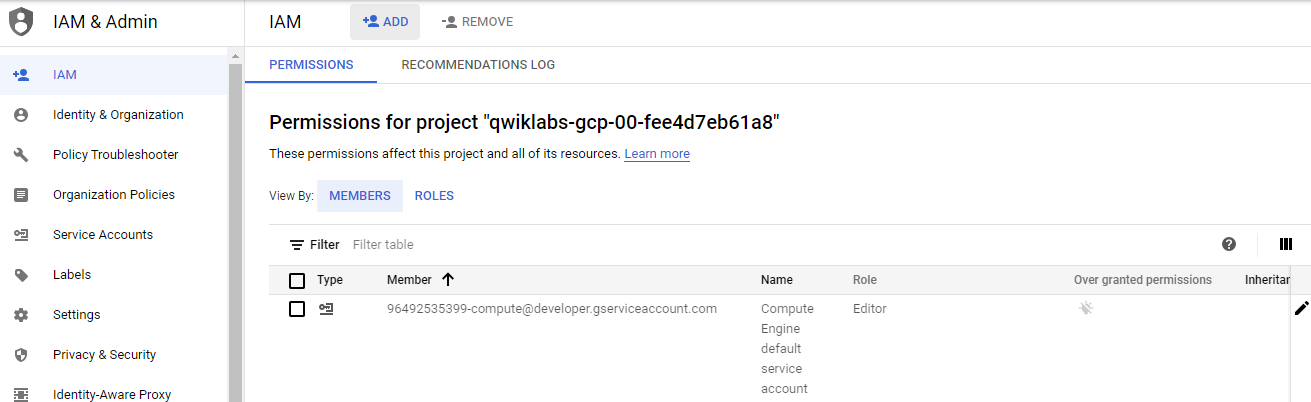 IAM & Admin
IAM
ADD
REMOVE
IAM
Identity & Organization
Policy Troubleshooter
Organization Policies
Service Accounts
Labels
Settings
Privacy & Security
Identity-Aware Proxy
PERMISSIONS
RECOMMENDATIONS LOG
Permissions for project "qwiklabs-gcp-00-fee4d7eb61a8"
These permissions affect this project and all of its resources. Learn more
View By: MEMBERS ROLES
Filter Filter table
Type Member Name Role Over granted permissions Inheritan
96492535399-compute@developer.gserviceaccount.com Compute Editor
Engine
default
service
account